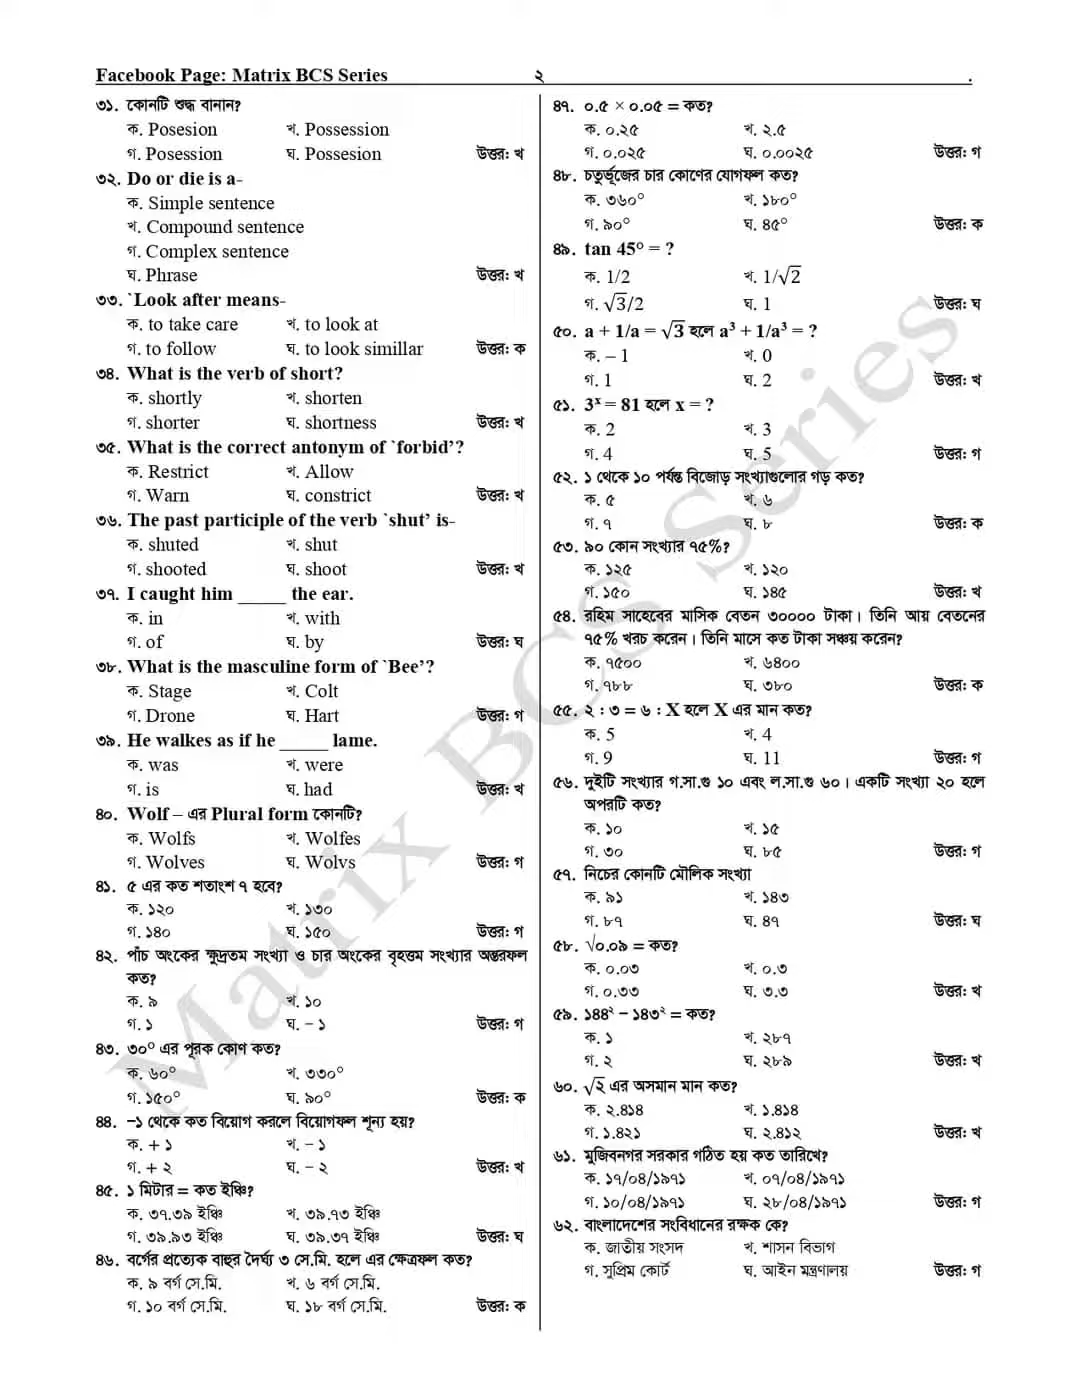 Facebook Page: Matrix BCS Series ২ .
৩১. কোনটি শুদ্ধ বানান?
ক. Posesion খ. Possession
গ. Posession ঘ. Possesion উত্তর: খ
৩২. Do or die is a-
ক. Simple sentence
খ. Compound sentence
গ. Complex sentence
ঘ. Phrase উত্তর: খ
৩৩. `Look after means-
ক. to take care খ. to look at
গ. to follow ঘ. to look simillar উত্তর: ক
৩৪. What is the verb of short?
ক. shortly খ. shorten
গ. shorter ঘ. shortness উত্তর: খ
৩৫. What is the correct antonym of `forbid’?
ক. Restrict খ. Allow
গ. Warn ঘ. constrict উত্তর: খ
৩৬. The past participle of the verb `shut’ is-
ক. shuted খ. shut
গ. shooted ঘ. shoot উত্তর: খ
৩৭. I caught him _____ the ear.
ক. in খ. with
গ. of ঘ. by উত্তর: ঘ
৩৮. What is the masculine form of `Bee’?
ক. Stage খ. Colt
গ. Drone ঘ. Hart উত্তর: গ
৩৯. He walkes as if he _____ lame.
ক. was খ. were
গ. is ঘ. had উত্তর: খ
৪০. Wolf – এর Plural form কোনটি?
ক. Wolfs খ. Wolfes
গ. Wolves ঘ. Wolvs উত্তর: গ
৪১. ৫ এর কত শতাংশ ৭ হবে?
ক. ১২০ খ. ১৩০
গ. ১৪০ ঘ. ১৫০ উত্তর: গ
৪২. পাঁচ অংকের ক্ষুদ্রতম সংখ্যা ও চার অংকের বৃহত্তম সংখ্যার অন্তরফল
কত?
ক. ৯ খ. ১০
গ. ১ ঘ. – ১ উত্তর: গ
৪৩. ৩০° এর পূরক কোণ কত?
ক. ৬০° খ. ৩৩০°
গ. ১৫০° ঘ. ৯০° উত্তর: ক
৪৪. –১ থেকে কত বিয়োগ করলে বিয়োগফল শূন্য হয়?
ক. + ১ খ. – ১
গ. + ২ ঘ. – ২ উত্তর: খ
৪৫. ১ মিটার = কত ইঞ্চি?
ক. ৩৭.৩৯ ইঞ্চি খ. ৩৯.৭৩ ইঞ্চি
গ. ৩৯.৯৩ ইঞ্চি ঘ. ৩৯.৩৭ ইঞ্চি উত্তর: ঘ
৪৬. বর্গের প্রত্যেক বাহুর দৈর্ঘ্য ৩ সে.মি. হলে এর ক্ষেত্রফল কত?
ক. ৯ বর্গ সে.মি. খ. ৬ বর্গ সে.মি.
গ. ১০ বর্গ সে.মি. ঘ. ১৮ বর্গ সে.মি. উত্তর: ক
৪৭. ০.৫ × ০.০৫ = কত?
ক. ০.২৫ খ. ২.৫
গ. ০.০২৫ ঘ. ০.০০২৫ উত্তর: গ
৪৮. চতুর্ভূজের চার কোণের যোগফল কত?
ক. ৩৬০° খ. ১৮০°
গ. ৯০° ঘ. ৪৫° উত্তর: ক
৪৯. tan 45° = ?
ক. 1/2 খ. 1/√2
গ. √3/2 ঘ. 1 উত্তর: ঘ
৫০. a + 1/a = √3 হলে a³ + 1/a³ = ?
ক. – 1 খ. 0
গ. 1 ঘ. 2 উত্তর: খ
৫১. 3ˣ = 81 হলে x = ?
ক. 2 খ. 3
গ. 4 ঘ. 5 উত্তর: গ
৫২. ১ থেকে ১০ পর্যন্ত বিজোড় সংখ্যাগুলোর গড় কত?
ক. ৫ খ. ৬
গ. ৭ ঘ. ৮ উত্তর: ক
৫৩. ৯০ কোন সংখ্যার ৭৫%?
ক. ১২৫ খ. ১২০
গ. ১৫০ ঘ. ১৪৫ উত্তর: খ
৫৪. রহিম সাহেবের মাসিক বেতন ৩০০০০ টাকা। তিনি আয় বেতনের
৭৫% খরচ করেন। তিনি মাসে কত টাকা সঞ্চয় করেন?
ক. ৭৫০০ খ. ৬৪০০
গ. ৭৮৮ ঘ. ৩৮০ উত্তর: ক
৫৫. ২ : ৩ = ৬ : X হলে X এর মান কত?
ক. 5 খ. 4
গ. 9 ঘ. 11 উত্তর: গ
৫৬. দুইটি সংখ্যার গ.সা.গু ১০ এবং ল.সা.গু ৬০। একটি সংখ্যা ২০ হলে
অপরটি কত?
ক. ১০ খ. ১৫
গ. ৩০ ঘ. ৮৫ উত্তর: গ
৫৭. নিচের কোনটি মৌলিক সংখ্যা
ক. ৯১ খ. ১৪৩
গ. ৮৭ ঘ. ৪৭ উত্তর: ঘ
৫৮. √০.০৯ = কত?
ক. ০.০৩ খ. ০.৩
গ. ০.৩৩ ঘ. ৩.৩ উত্তর: খ
৫৯. ১৪৪² – ১৪৩² = কত?
ক. ১ খ. ২৮৭
গ. ২ ঘ. ২৮৯ উত্তর: খ
৬০. √২ এর অসমান মান কত?
ক. ২.৪১৪ খ. ১.৪১৪
গ. ১.৪২১ ঘ. ২.৪১২ উত্তর: খ
৬১. মুজিবনগর সরকার গঠিত হয় কত তারিখে?
ক. ১৭/০৪/১৯৭১ খ. ০৭/০৪/১৯৭১
গ. ১০/০৪/১৯৭১ ঘ. ২৮/০৪/১৯৭১ উত্তর: গ
৬২. বাংলাদেশের সংবিধানের রক্ষক কে?
ক. জাতীয় সংসদ খ. শাসন বিভাগ
গ. সুপ্রিম কোর্ট ঘ. আইন মন্ত্রণালয় উত্তর: গ
Matrix BCS Series